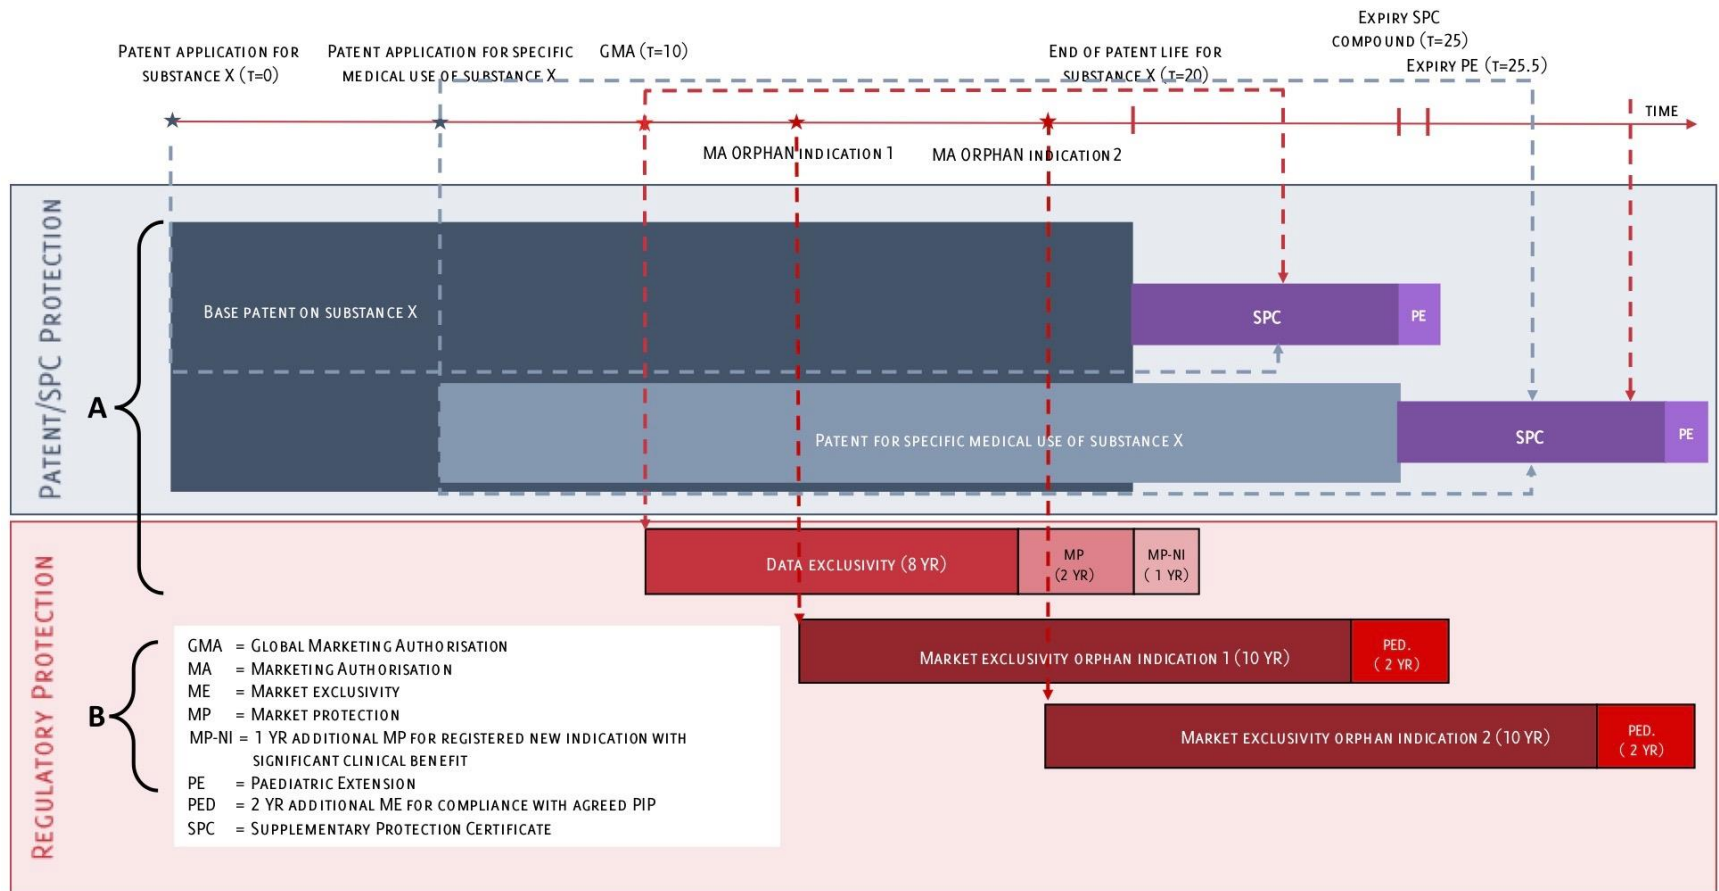 Patent application for
substance X (t=0)
Patent application for specific
medical use of substance X
GMA (t=10)
End of patent life for
substance X (t=20)
Expiry SPC
compound (t=25)
Expiry PE (t=25.5)
time
MA orphan indication 1
MA orphan indication 2
Patent/SPC Protection
A
Base patent on substance X
SPC
PE
Patent for specific medical use of substance X
SPC
PE
Regulatory Protection
Data exclusivity (8 yr)
MP
(2 yr)
MP-NI
( 1 yr)
Market exclusivity orphan indication 1 (10 yr)
PED.
( 2 yr)
Market exclusivity orphan indication 2 (10 yr)
PED.
( 2 yr)
B
GMA = Global Marketing Authorisation
MA = Marketing Authorisation
ME = Market exclusivity
MP = Market protection
MP-NI = 1 yr additional MP for registered new indication with
significant clinical benefit
PE = Paediatric Extension
PED = 2 yr additional ME for compliance with agreed PIP
SPC = Supplementary Protection Certificate